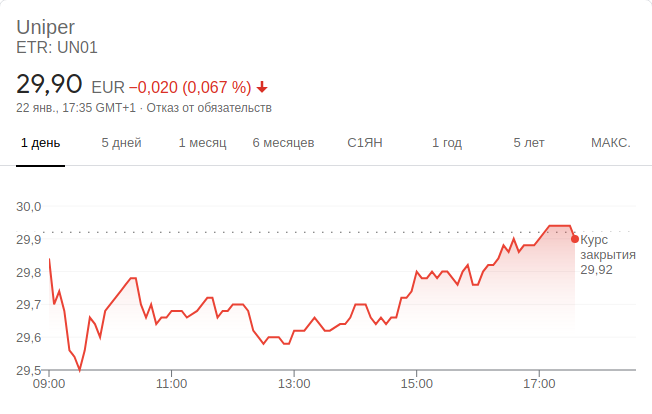 Uniper
ETR: UN01
29,90 EUR −0,020 (0,067 %)
22 янв., 17:35 GMT+1 · Отказ от обязательств
1 день 5 дней 1 месяц 6 месяцев С1ЯН 1 год 5 лет МАКС.
30,0
29,9
29,8
29,7
29,6
29,5
Курс
закрытия
29,92
09:00 11:00 13:00 15:00 17:00